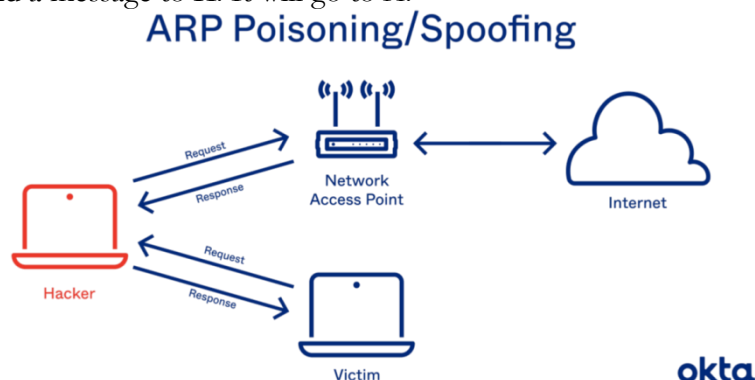 ARP Poisoning/Spoofing
Request
Response
Network
Access Point
Internet
Hacker
Request
Response
Victim
okta